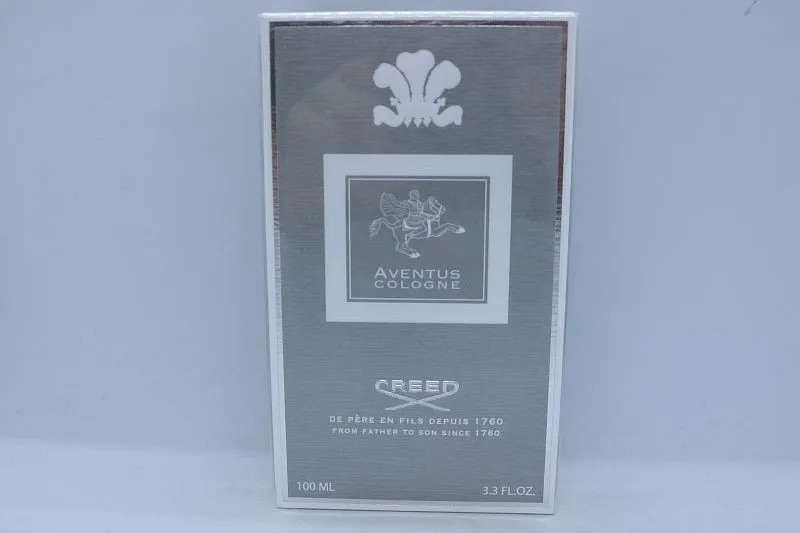 AVENTUS
COLOGNE
CREED
DE PÈRE EN FILS DEPUIS 1760
FROM FATHER TO SON SINCE 1760
100 ML
3.3 FL.OZ.